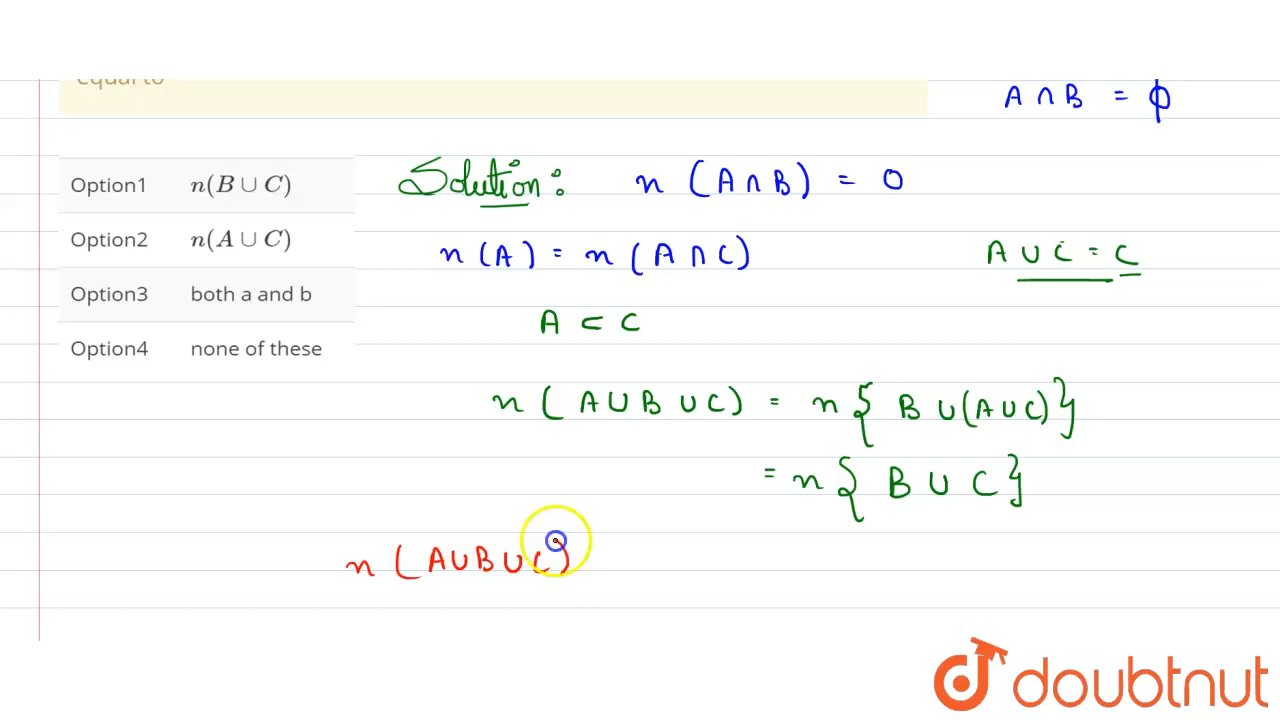 equal to
A ∩ B = ϕ
Option1 n(B ∪ C)
Option2 n(A ∪ C)
Option3 both a and b
Option4 none of these
Solution: n (A ∩ B) = 0
n (A) = n (A ∩ C)
A ∪ C = C
A ⊂ C
n (A ∪ B ∪ C) = n { B ∪ (A ∪ C) }
= n { B ∪ C }
n (A ∪ B ∪ C)
doubtnut